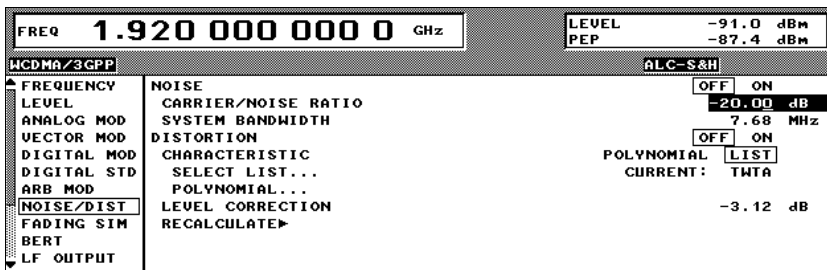 FREQ 1.920 000 000 0 GHz
LEVEL -91.0 dBm
PEP -87.4 dBm
WCDMA/3GPP ALC-S&H
FREQUENCY
LEVEL
ANALOG MOD
VECTOR MOD
DIGITAL MOD
DIGITAL STD
ARB MOD
NOISE/DIST
FADING SIM
BERT
LF OUTPUT
NOISE OFF ON
CARRIER/NOISE RATIO -20.00 dB
SYSTEM BANDWIDTH 7.68 MHz
DISTORTION OFF ON
CHARACTERISTIC POLYNOMIAL LIST
SELECT LIST... CURRENT: TWTA
POLYNOMIAL...
LEVEL CORRECTION -3.12 dB
RECALCULATE▶